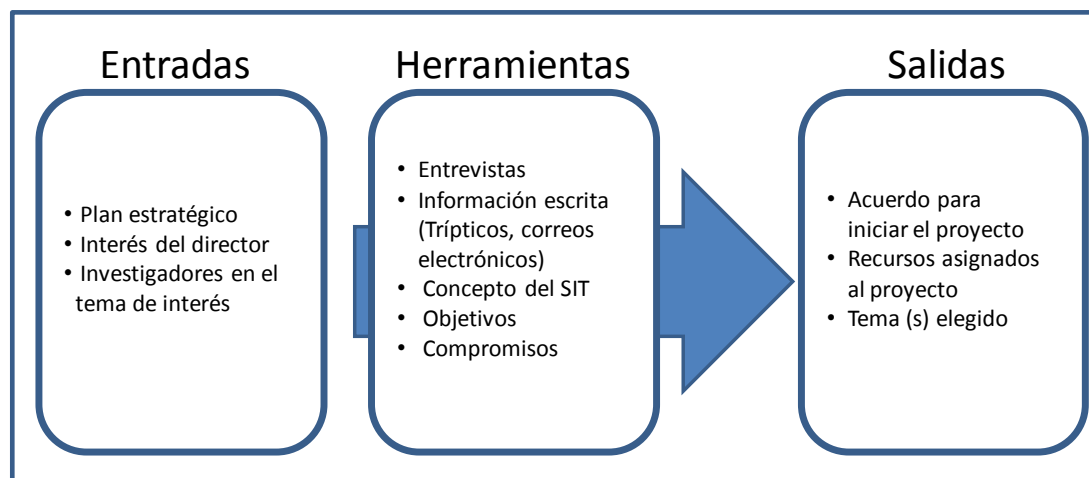 Entradas
• Plan estratégico
• Interés del director
• Investigadores en el
tema de interés
Herramientas
• Entrevistas
• Información escrita
(Trípticos, correos
electrónicos)
• Concepto del SIT
• Objetivos
• Compromisos
Salidas
• Acuerdo para
iniciar el proyecto
• Recursos asignados
al proyecto
• Tema (s) elegido